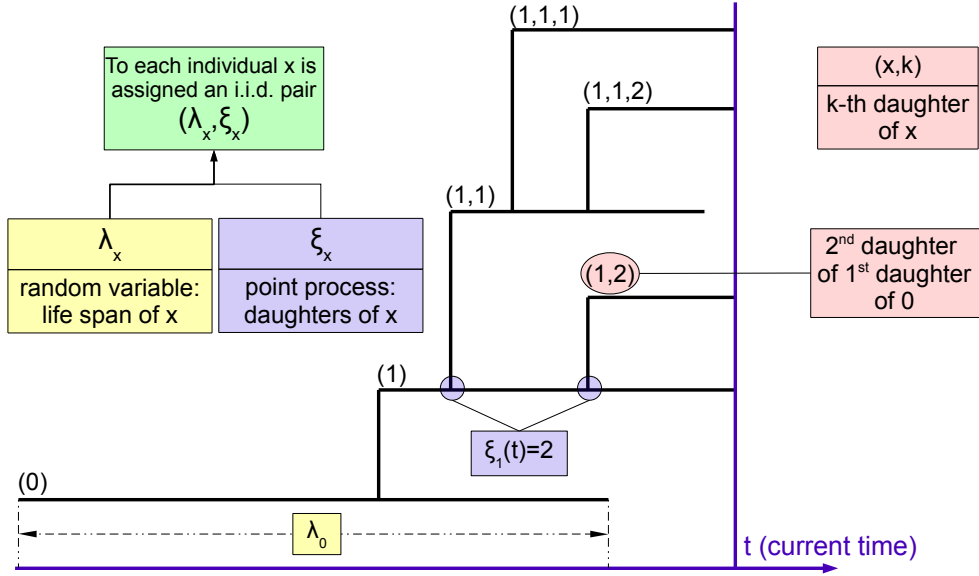 (1,1,1)
To each individual x is
assigned an i.i.d. pair
(λx,ξx)
(x,k)
k-th daughter
of x
(1,1,2)
(1,1)
λx
random variable:
life span of x
ξx
point process:
daughters of x
(1,2)
2nd daughter
of 1st daughter
of 0
(1)
ξ1(t)=2
(0)
λ0
t (current time)